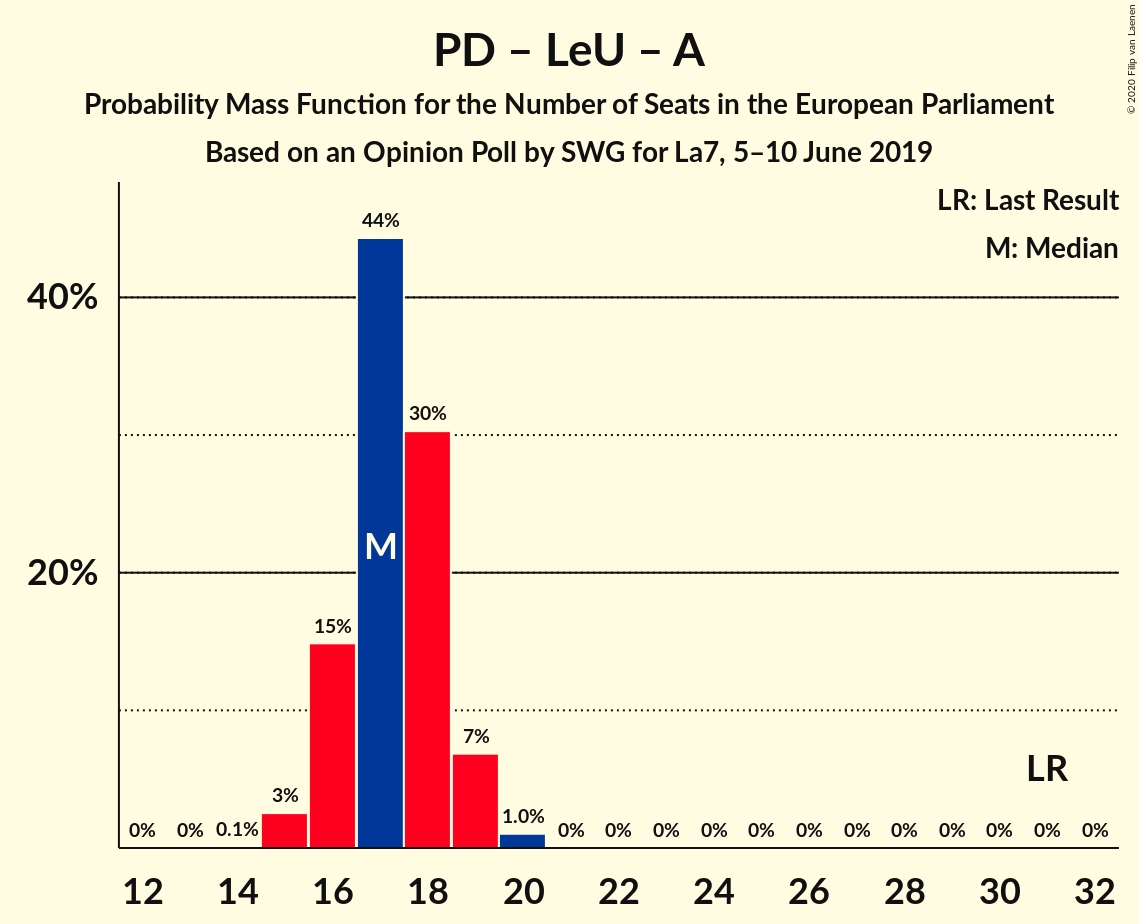 PD – LeU – A
Probability Mass Function for the Number of Seats in the European Parliament
Based on an Opinion Poll by SWG for La7, 5–10 June 2019
© 2020 Filip van Laenen
LR: Last Result
M: Median
44%
40%
30%
M
20%
15%
7%
LR
3%
1.0%
0% 0% 0.1% 0% 0% 0% 0% 0% 0% 0% 0% 0% 0% 0% 0%
12 14 16 18 20 22 24 26 28 30 32